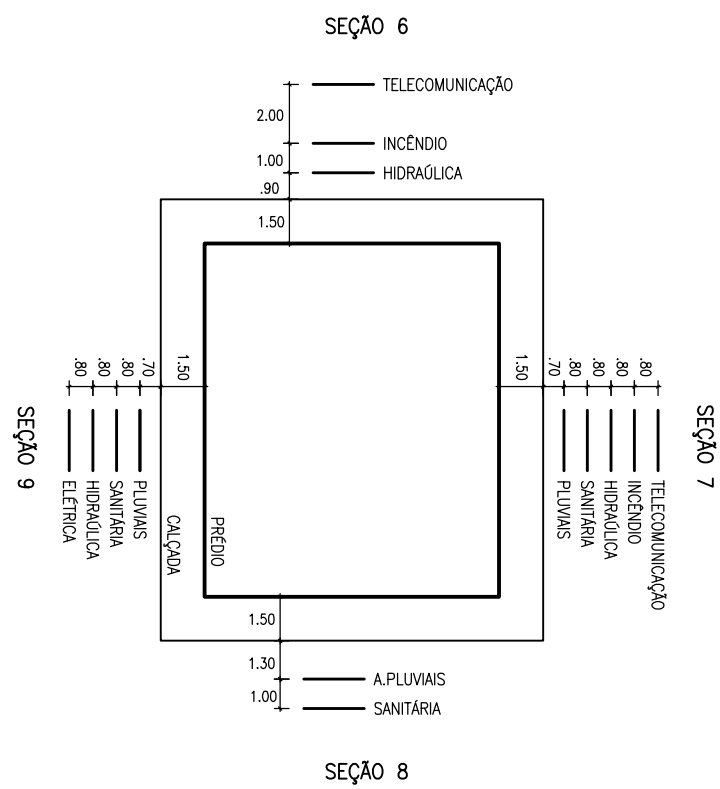 SEÇÃO 6
TELECOMUNICAÇÃO
2.00
INCÊNDIO
1.00
HIDRAÚLICA
.90
1.50
.80
.80
.80
.70
1.50
1.50
.70
.80
.80
.80
.80
SEÇÃO 9
ELÉTRICA
HIDRAÚLICA
SANITÁRIA
PLUVIAIS
CALÇADA
PRÉDIO
PLUVIAIS
SANITÁRIA
HIDRAÚLICA
INCÊNDIO
TELECOMUNICAÇÃO
SEÇÃO 7
1.50
1.30
A.PLUVIAIS
1.00
SANITÁRIA
SEÇÃO 8